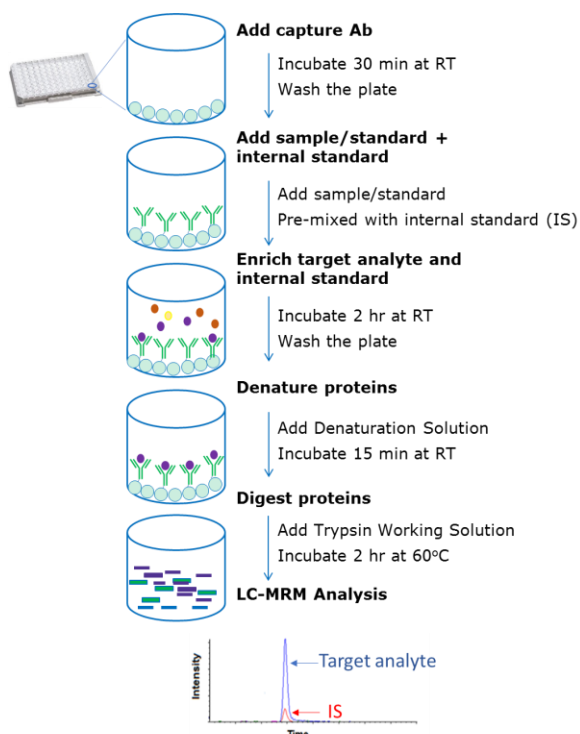 Add capture Ab
Incubate 30 min at RT
Wash the plate
Add sample/standard +
internal standard
Add sample/standard
Pre-mixed with internal standard (IS)
Enrich target analyte and
internal standard
Incubate 2 hr at RT
Wash the plate
Denature proteins
Add Denaturation Solution
Incubate 15 min at RT
Digest proteins
Add Trypsin Working Solution
Incubate 2 hr at 60°C
LC-MRM Analysis
Intensity
Target analyte
IS
Time